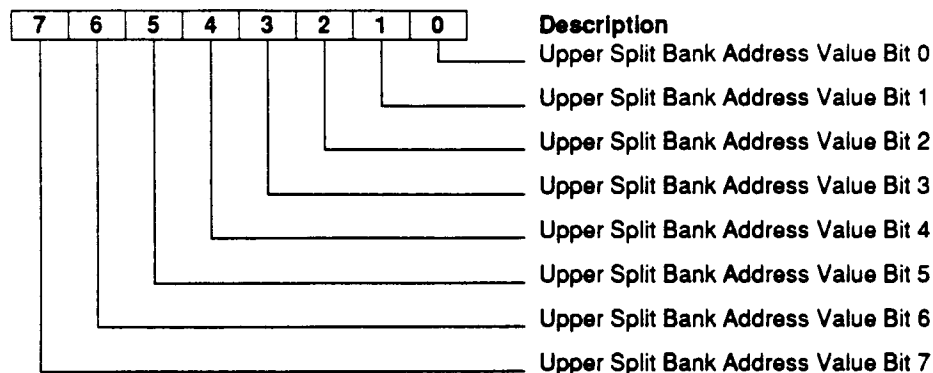 7 6 5 4 3 2 1 0 Description
Upper Split Bank Address Value Bit 0
Upper Split Bank Address Value Bit 1
Upper Split Bank Address Value Bit 2
Upper Split Bank Address Value Bit 3
Upper Split Bank Address Value Bit 4
Upper Split Bank Address Value Bit 5
Upper Split Bank Address Value Bit 6
Upper Split Bank Address Value Bit 7